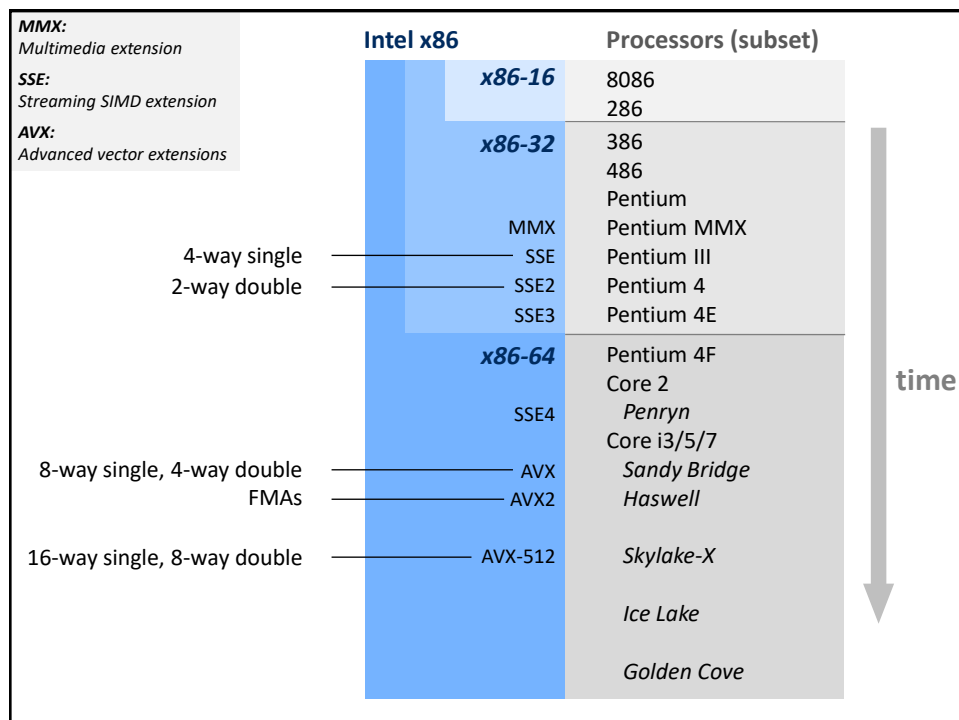 MMX:
Multimedia extension
SSE:
Streaming SIMD extension
AVX:
Advanced vector extensions
Intel x86
Processors (subset)
x86-16
8086
286
x86-32
386
486
Pentium
MMX
Pentium MMX
4-way single
SSE
Pentium III
2-way double
SSE2
Pentium 4
SSE3
Pentium 4E
x86-64
Pentium 4F
time
Core 2
SSE4
Penryn
Core i3/5/7
8-way single, 4-way double
AVX
Sandy Bridge
FMAs
AVX2
Haswell
16-way single, 8-way double
AVX-512
Skylake-X
Ice Lake
Golden Cove